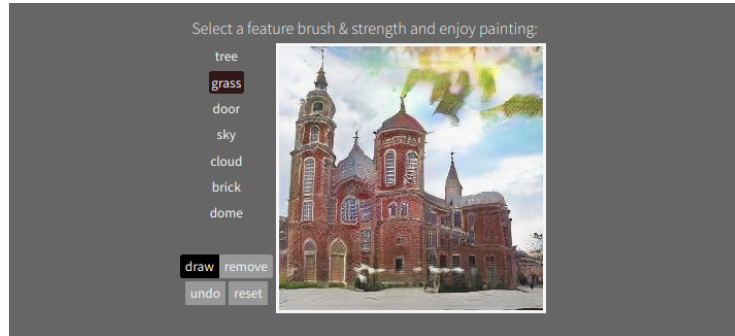 Select a feature brush & strength and enjoy painting:
tree
grass
door
sky
cloud
brick
dome
draw remove
undo reset